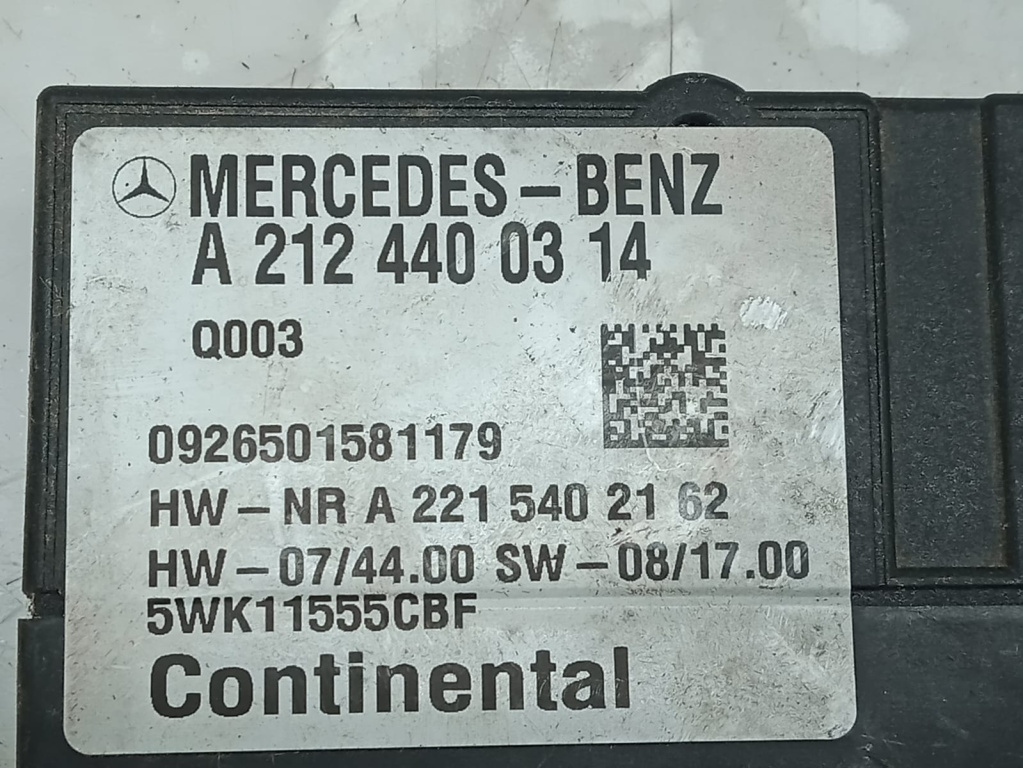 MERCEDES-BENZ
A 212 440 03 14
Q003
0926501581179
HW-NR A 221 540 21 62
HW-07/44.00 SW-08/17.00
5WK11555CBF
Continental